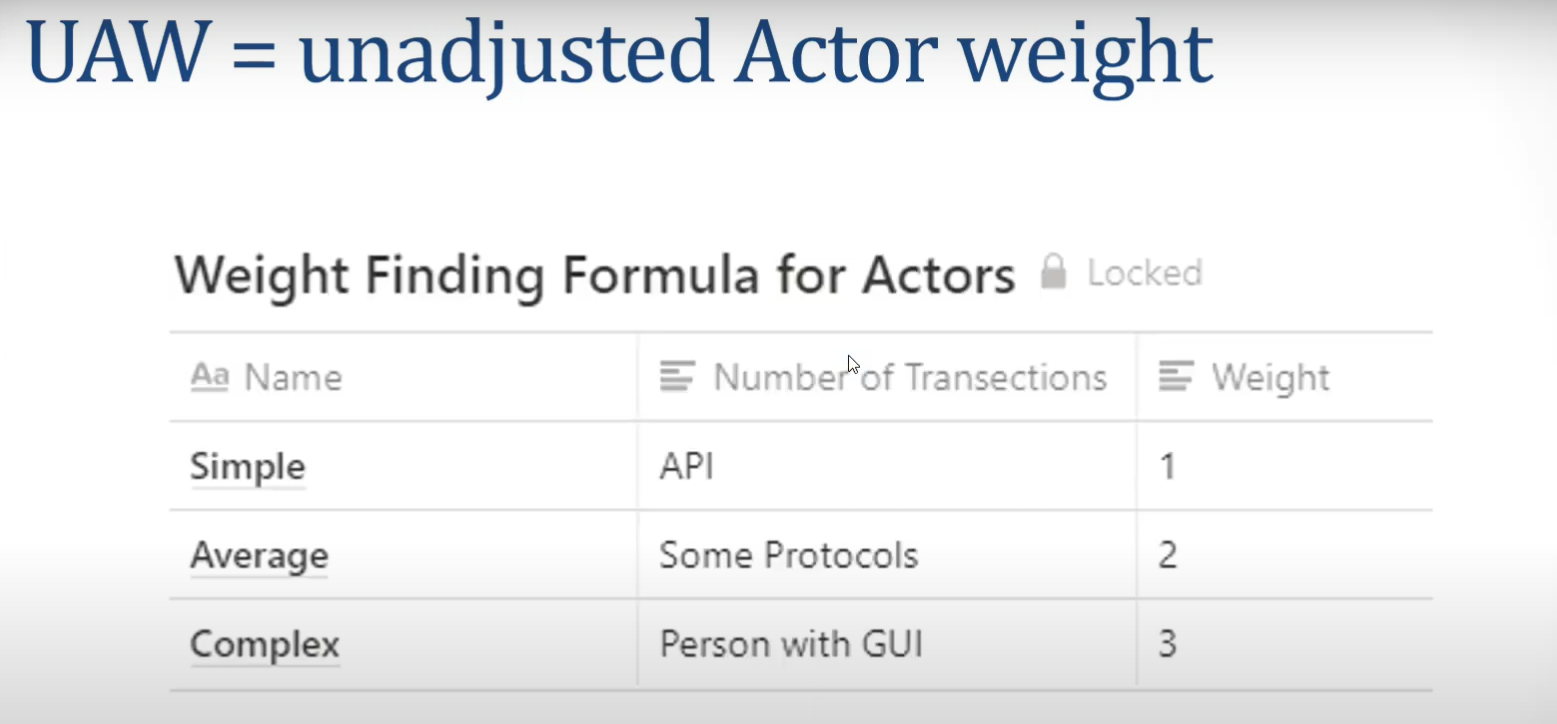 UAW = unadjusted Actor weight
Weight Finding Formula for Actors Locked
Aa Name Number of Transections Weight
Simple API 1
Average Some Protocols 2
Complex Person with GUI 3